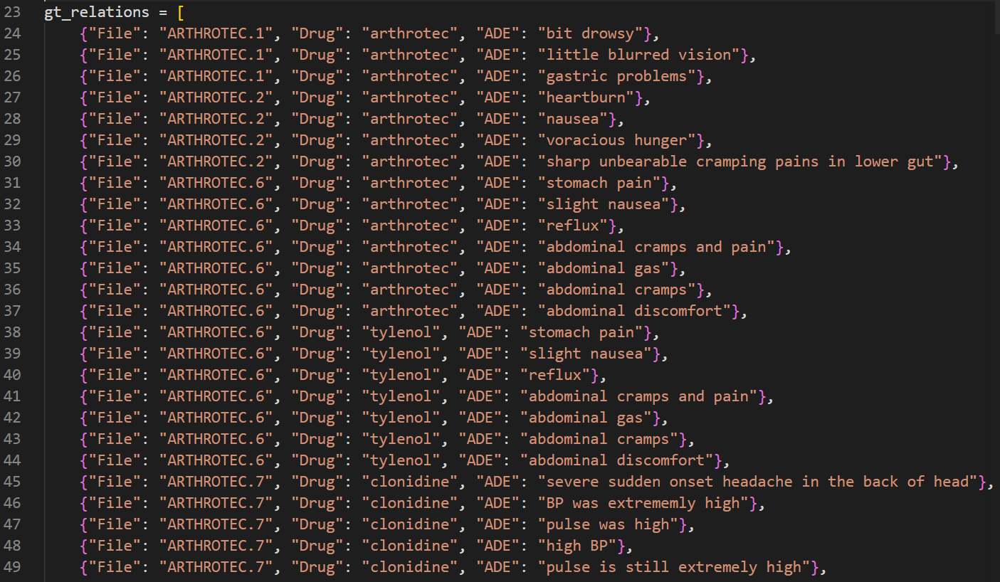 23 gt_relations = [
24 {"File": "ARTHROTEC.1", "Drug": "arthrotec", "ADE": "bit drowsy"},
25 {"File": "ARTHROTEC.1", "Drug": "arthrotec", "ADE": "little blurred vision"},
26 {"File": "ARTHROTEC.1", "Drug": "arthrotec", "ADE": "gastric problems"},
27 {"File": "ARTHROTEC.2", "Drug": "arthrotec", "ADE": "heartburn"},
28 {"File": "ARTHROTEC.2", "Drug": "arthrotec", "ADE": "nausea"},
29 {"File": "ARTHROTEC.2", "Drug": "arthrotec", "ADE": "voracious hunger"},
30 {"File": "ARTHROTEC.2", "Drug": "arthrotec", "ADE": "sharp unbearable cramping pains in lower gut"},
31 {"File": "ARTHROTEC.6", "Drug": "arthrotec", "ADE": "stomach pain"},
32 {"File": "ARTHROTEC.6", "Drug": "arthrotec", "ADE": "slight nausea"},
33 {"File": "ARTHROTEC.6", "Drug": "arthrotec", "ADE": "reflux"},
34 {"File": "ARTHROTEC.6", "Drug": "arthrotec", "ADE": "abdominal cramps and pain"},
35 {"File": "ARTHROTEC.6", "Drug": "arthrotec", "ADE": "abdominal gas"},
36 {"File": "ARTHROTEC.6", "Drug": "arthrotec", "ADE": "abdominal cramps"},
37 {"File": "ARTHROTEC.6", "Drug": "arthrotec", "ADE": "abdominal discomfort"},
38 {"File": "ARTHROTEC.6", "Drug": "tylenol", "ADE": "stomach pain"},
39 {"File": "ARTHROTEC.6", "Drug": "tylenol", "ADE": "slight nausea"},
40 {"File": "ARTHROTEC.6", "Drug": "tylenol", "ADE": "reflux"},
41 {"File": "ARTHROTEC.6", "Drug": "tylenol", "ADE": "abdominal cramps and pain"},
42 {"File": "ARTHROTEC.6", "Drug": "tylenol", "ADE": "abdominal gas"},
43 {"File": "ARTHROTEC.6", "Drug": "tylenol", "ADE": "abdominal cramps"},
44 {"File": "ARTHROTEC.6", "Drug": "tylenol", "ADE": "abdominal discomfort"},
45 {"File": "ARTHROTEC.7", "Drug": "clonidine", "ADE": "severe sudden onset headache in the back of head"},
46 {"File": "ARTHROTEC.7", "Drug": "clonidine", "ADE": "BP was extrememly high"},
47 {"File": "ARTHROTEC.7", "Drug": "clonidine", "ADE": "pulse was high"},
48 {"File": "ARTHROTEC.7", "Drug": "clonidine", "ADE": "high BP"},
49 {"File": "ARTHROTEC.7", "Drug": "clonidine", "ADE": "pulse is still extremely high"},